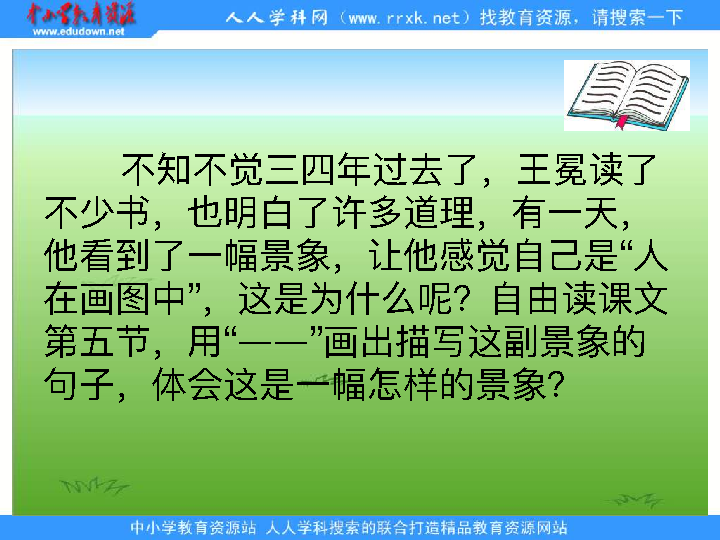 中小学教育资源
www.edudown.net
人人学科网（www.rrxk.net）找教育资源，请搜索一下
不知不觉三四年过去了，王冕读了
不少书，也明白了许多道理，有一天，
他看到了一幅景象，让他感觉自己是“人
在画图中”，这是为什么呢？自由读课文
第五节，用“——”画出描写这副景象的
句子，体会这是一幅怎样的景象？
中小学教育资源站 人人学科搜索的联合打造精品教育资源网站